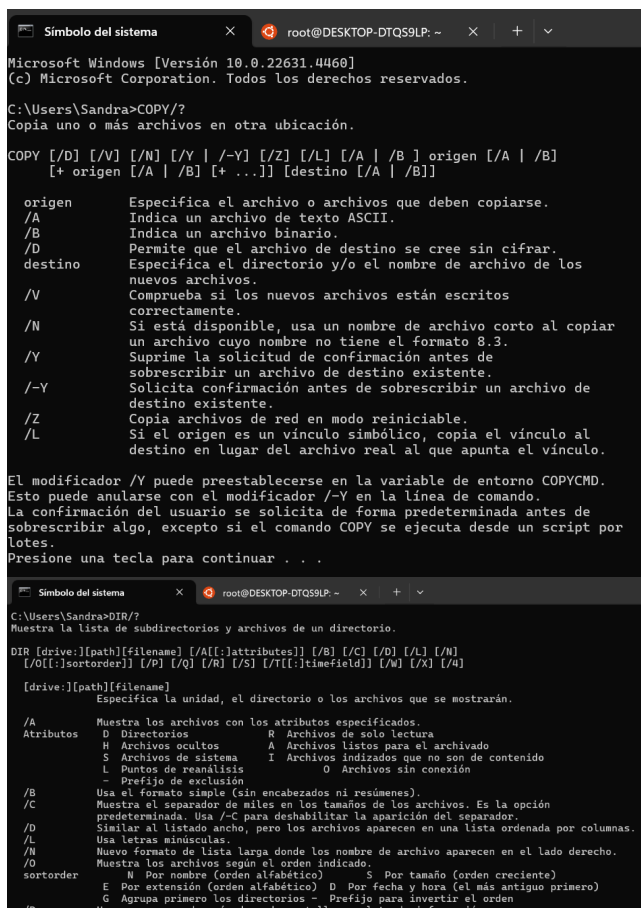 Símbolo del sistema × root@DESKTOP-DTQS9LP: ~ × +
Microsoft Windows [Versión 10.0.22631.4460]
(c) Microsoft Corporation. Todos los derechos reservados.
C:\Users\Sandra>COPY/?
Copia uno o más archivos en otra ubicación.
COPY [/D] [/V] [/N] [/Y | /-Y] [/Z] [/L] [/A | /B ] origen [/A | /B]
[+ origen [/A | /B] [+ ...]] [destino [/A | /B]]
origen Especifica el archivo o archivos que deben copiarse.
/A Indica un archivo de texto ASCII.
/B Indica un archivo binario.
/D Permite que el archivo de destino se cree sin cifrar.
destino Especifica el directorio y/o el nombre de archivo de los
nuevos archivos.
/V Comprueba si los nuevos archivos están escritos
correctamente.
/N Si está disponible, usa un nombre de archivo corto al copiar
un archivo cuyo nombre no tiene el formato 8.3.
/Y Suprime la solicitud de confirmación antes de
sobrescribir un archivo de destino existente.
/-Y Solicita confirmación antes de sobrescribir un archivo de
destino existente.
/Z Copia archivos de red en modo reiniciable.
/L Si el origen es un vínculo simbólico, copia el vínculo al
destino en lugar del archivo real al que apunta el vínculo.
El modificador /Y puede preestablecerse en la variable de entorno COPYCMD.
Esto puede anularse con el modificador /-Y en la línea de comando.
La confirmación del usuario se solicita de forma predeterminada antes de
sobrescribir algo, excepto si el comando COPY se ejecuta desde un script por
lotes.
Presione una tecla para continuar . . .
Símbolo del sistema × root@DESKTOP-DTQS9LP: ~ × +
C:\Users\Sandra>DIR/?
Muestra la lista de subdirectorios y archivos de un directorio.
DIR [drive:][path][filename] [/A[[:]attributes]] [/B] [/C] [/D] [/L] [/N]
[/O[[:]sortorder]] [/P] [/Q] [/R] [/S] [/T[[:]timefield]] [/W] [/X] [/4]
[drive:][path][filename]
Especifica la unidad, el directorio o los archivos que se mostrarán.
/A Muestra los archivos con los atributos especificados.
Atributos D Directorios R Archivos de solo lectura
H Archivos ocultos A Archivos listos para el archivado
S Archivos de sistema I Archivos indizados que no son de contenido
L Puntos de reanálisis O Archivos sin conexión
- Prefijo de exclusión
/B Usa el formato simple (sin encabezados ni resúmenes).
/C Muestra el separador de miles en los tamaños de los archivos. Es la opción
predeterminada. Usa /-C para deshabilitar la aparición del separador.
/D Similar al listado ancho, pero los archivos aparecen en una lista ordenada por columnas.
/L Usa letras minúsculas.
/N Nuevo formato de lista larga donde los nombre de archivo aparecen en el lado derecho.
/O Muestra los archivos según el orden indicado.
sortorder N Por nombre (orden alfabético) S Por tamaño (orden creciente)
E Por extensión (orden alfabético) D Por fecha y hora (el más antiguo primero)
G Agrupa primero los directorios - Prefijo para invertir el orden